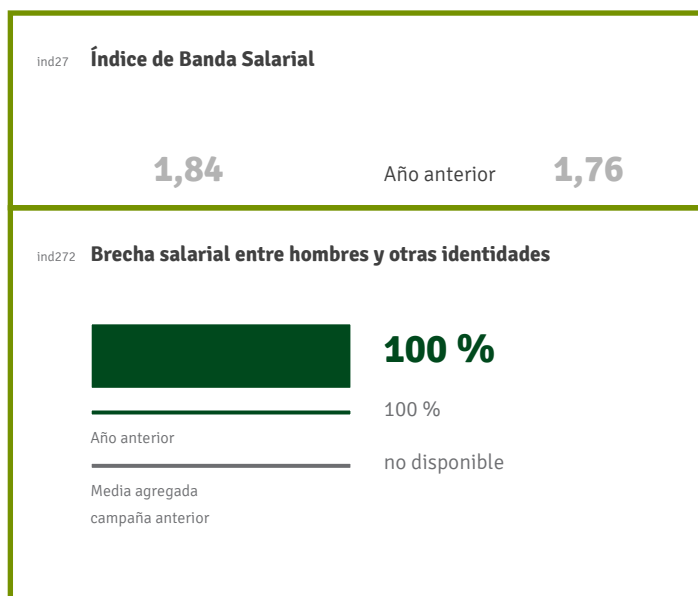 ind27 Índice de Banda Salarial
1,84 Año anterior 1,76
ind272 Brecha salarial entre hombres y otras identidades
100 %
100 %
Año anterior
no disponible
Media agregada
campaña anterior